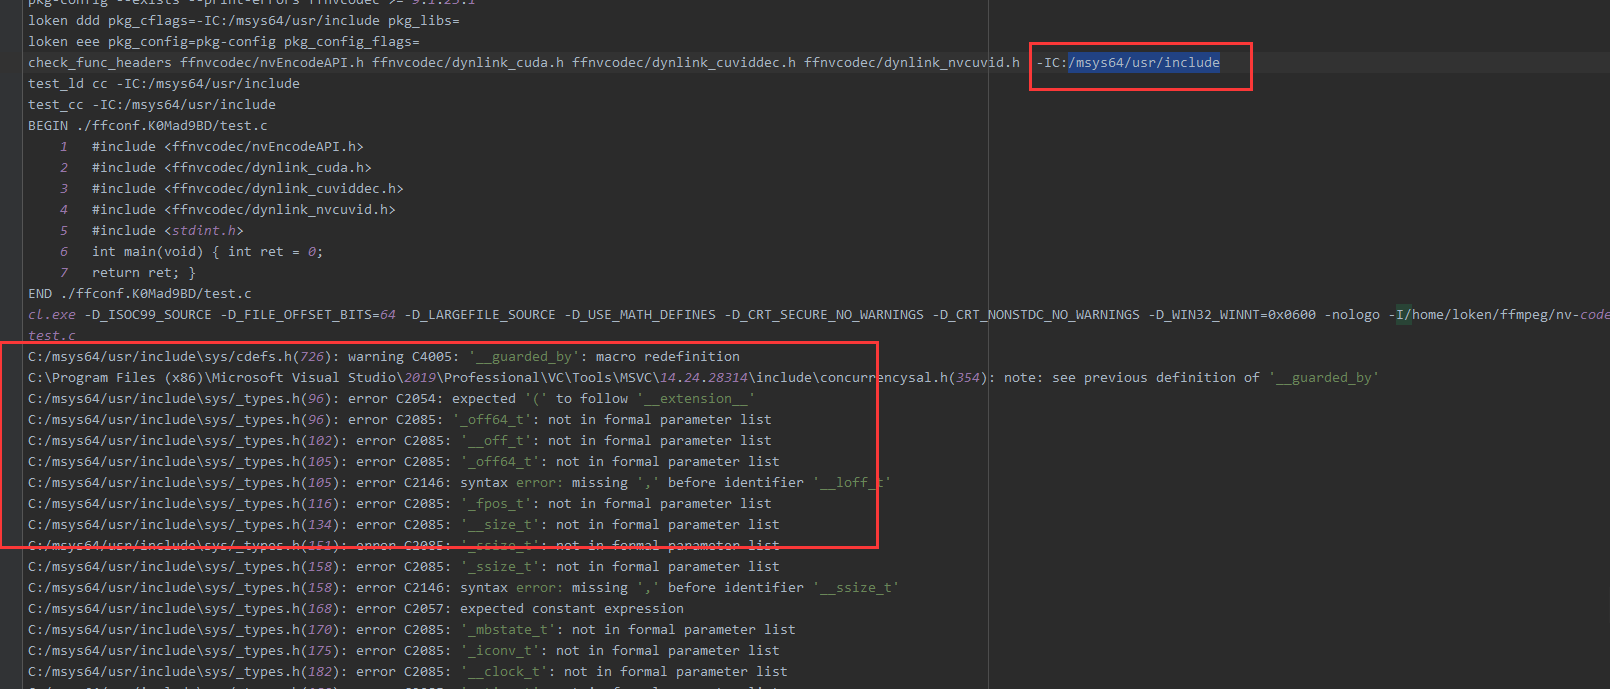 pkg-config --exists --print-errors ffnvcodec >= 9.1.23.1
loken ddd pkg_cflags=-IC:/msys64/usr/include pkg_libs=
loken eee pkg_config=pkg-config pkg_config_flags=
check_func_headers ffnvcodec/nvEncodeAPI.h ffnvcodec/dynlink_cuda.h ffnvcodec/dynlink_cuviddec.h ffnvcodec/dynlink_nvcuvid.h -IC:/msys64/usr/include
test_ld cc -IC:/msys64/usr/include
test_cc -IC:/msys64/usr/include
BEGIN ./ffconf.K0Mad9BD/test.c
1 #include <ffnvcodec/nvEncodeAPI.h>
2 #include <ffnvcodec/dynlink_cuda.h>
3 #include <ffnvcodec/dynlink_cuviddec.h>
4 #include <ffnvcodec/dynlink_nvcuvid.h>
5 #include <stdint.h>
6 int main(void) { int ret = 0;
7 return ret; }
END ./ffconf.K0Mad9BD/test.c
cl.exe -D_ISOC99_SOURCE -D_FILE_OFFSET_BITS=64 -D_LARGEFILE_SOURCE -D_USE_MATH_DEFINES -D_CRT_SECURE_NO_WARNINGS -D_CRT_NONSTDC_NO_WARNINGS -D_WIN32_WINNT=0x0600 -nologo -I/home/loken/ffmpeg/nv-code
test.c
C:/msys64/usr/include\sys/cdefs.h(726): warning C4005: '__guarded_by': macro redefinition
C:\Program Files (x86)\Microsoft Visual Studio\2019\Professional\VC\Tools\MSVC\14.24.28314\include\concurrencysal.h(354): note: see previous definition of '__guarded_by'
C:/msys64/usr/include\sys/_types.h(96): error C2054: expected '(' to follow '__extension__'
C:/msys64/usr/include\sys/_types.h(96): error C2085: '_off64_t': not in formal parameter list
C:/msys64/usr/include\sys/_types.h(102): error C2085: '__off_t': not in formal parameter list
C:/msys64/usr/include\sys/_types.h(105): error C2085: '_off64_t': not in formal parameter list
C:/msys64/usr/include\sys/_types.h(105): error C2146: syntax error: missing ',' before identifier '__loff_t'
C:/msys64/usr/include\sys/_types.h(116): error C2085: '_fpos_t': not in formal parameter list
C:/msys64/usr/include\sys/_types.h(134): error C2085: '__size_t': not in formal parameter list
C:/msys64/usr/include\sys/_types.h(151): error C2085: '_ssize_t': not in formal parameter list
C:/msys64/usr/include\sys/_types.h(158): error C2085: '_ssize_t': not in formal parameter list
C:/msys64/usr/include\sys/_types.h(158): error C2146: syntax error: missing ',' before identifier '__ssize_t'
C:/msys64/usr/include\sys/_types.h(168): error C2057: expected constant expression
C:/msys64/usr/include\sys/_types.h(170): error C2085: '_mbstate_t': not in formal parameter list
C:/msys64/usr/include\sys/_types.h(175): error C2085: '_iconv_t': not in formal parameter list
C:/msys64/usr/include\sys/_types.h(182): error C2085: '__clock_t': not in formal parameter list